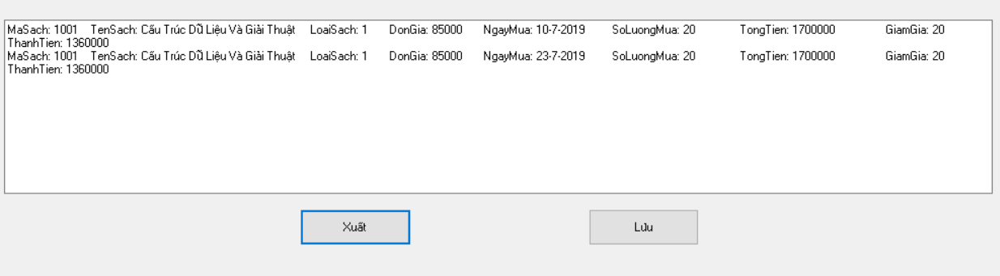 MaSach: 1001 TenSach: Cấu Trúc Dữ Liệu Và Giải Thuật LoaiSach: 1 DonGia: 85000 NgayMua: 10-7-2019 SoLuongMua: 20 TongTien: 1700000 GiamGia: 20
ThanhTien: 1360000
MaSach: 1001 TenSach: Cấu Trúc Dữ Liệu Và Giải Thuật LoaiSach: 1 DonGia: 85000 NgayMua: 23-7-2019 SoLuongMua: 20 TongTien: 1700000 GiamGia: 20
ThanhTien: 1360000
Xuất Lưu